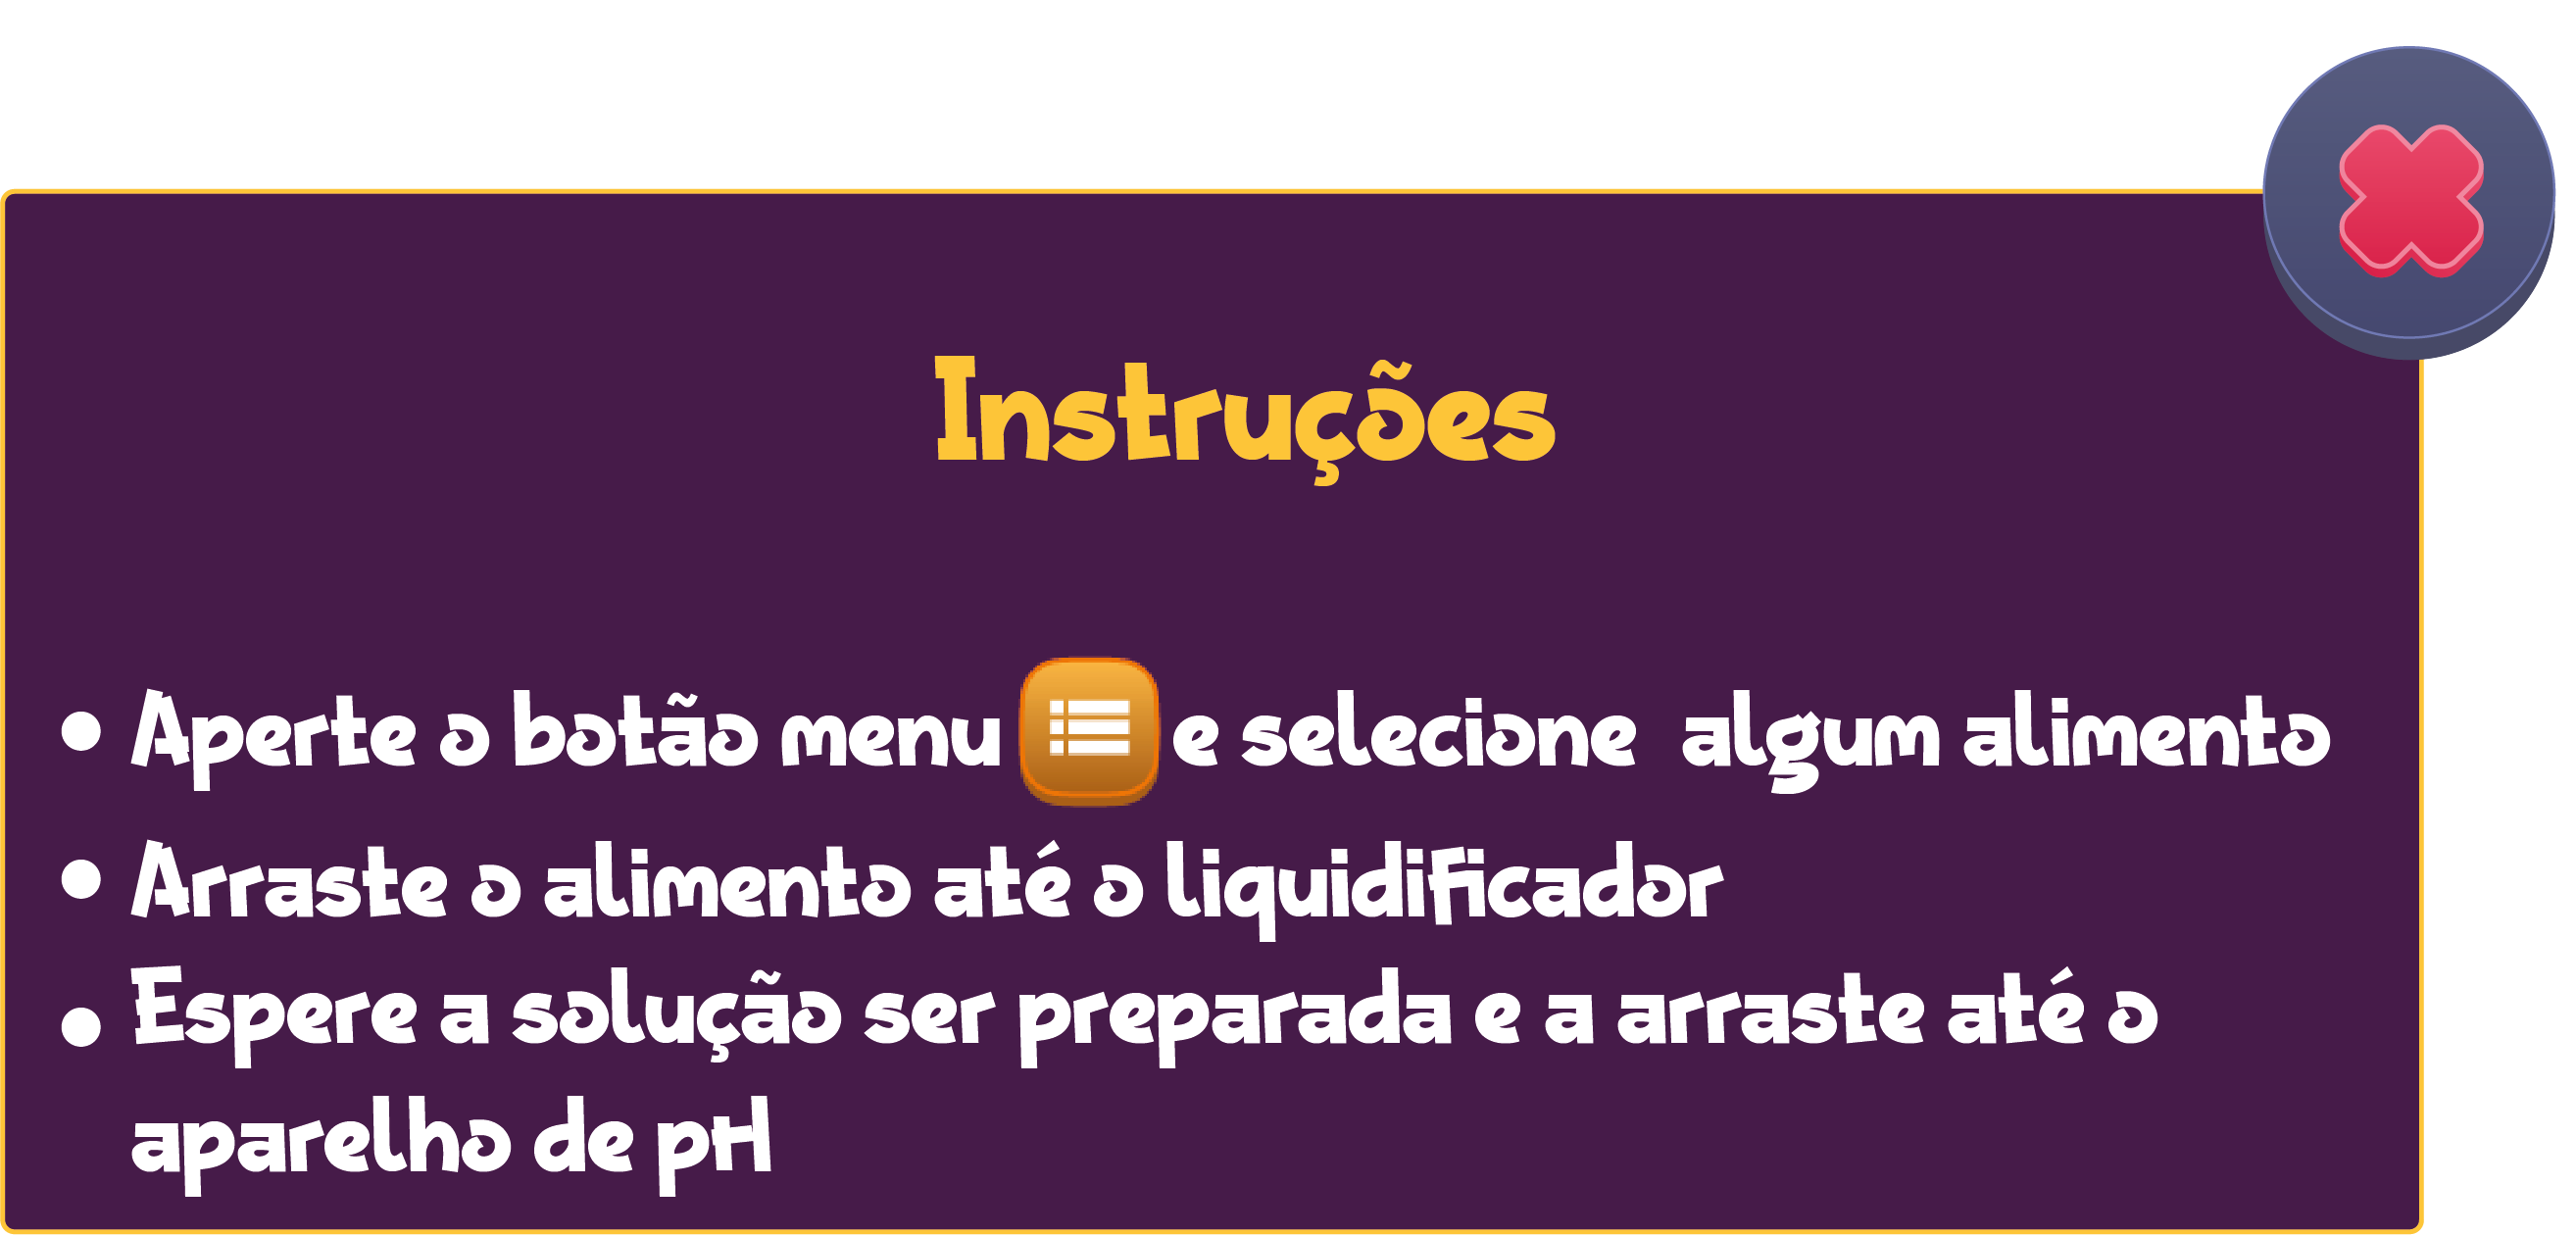 Instruções
• Aperte o botão menu e selecione algum alimento
• Arraste o alimento até o liquidificador
• Espere a solução ser preparada e a arraste até o
aparelho de pH